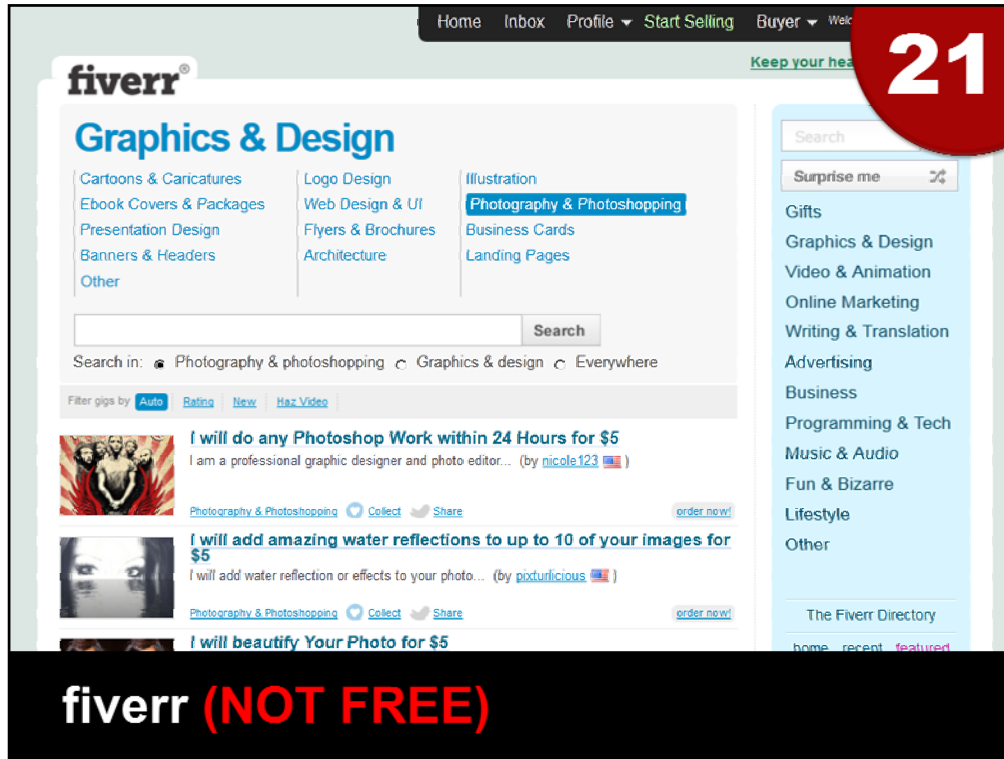 Home Inbox Profile Start Selling Buyer
21
fiverr®
Keep your
Graphics & Design
Cartoons & Caricatures Logo Design Illustration
Ebook Covers & Packages Web Design & UI Photography & Photoshopping
Presentation Design Flyers & Brochures Business Cards
Banners & Headers Architecture Landing Pages
Other
Search
Search in: Photography & photoshopping Graphics & design Everywhere
Filter gigs by Auto Rating New Haz Video
I will do any Photoshop Work within 24 Hours for $5
I am a professional graphic designer and photo editor... (by nicole123 )
Photography & Photoshopping Collect Share order now!
I will add amazing water reflections to up to 10 of your images for
$5
I will add water reflection or effects to your photo... (by pixturlicious )
Photography & Photoshopping Collect Share order now!
I will beautify Your Photo for $5
Search
Surprise me
Gifts
Graphics & Design
Video & Animation
Online Marketing
Writing & Translation
Advertising
Business
Programming & Tech
Music & Audio
Fun & Bizarre
Lifestyle
Other
The Fiverr Directory
home recent featured
fiverr (NOT FREE)